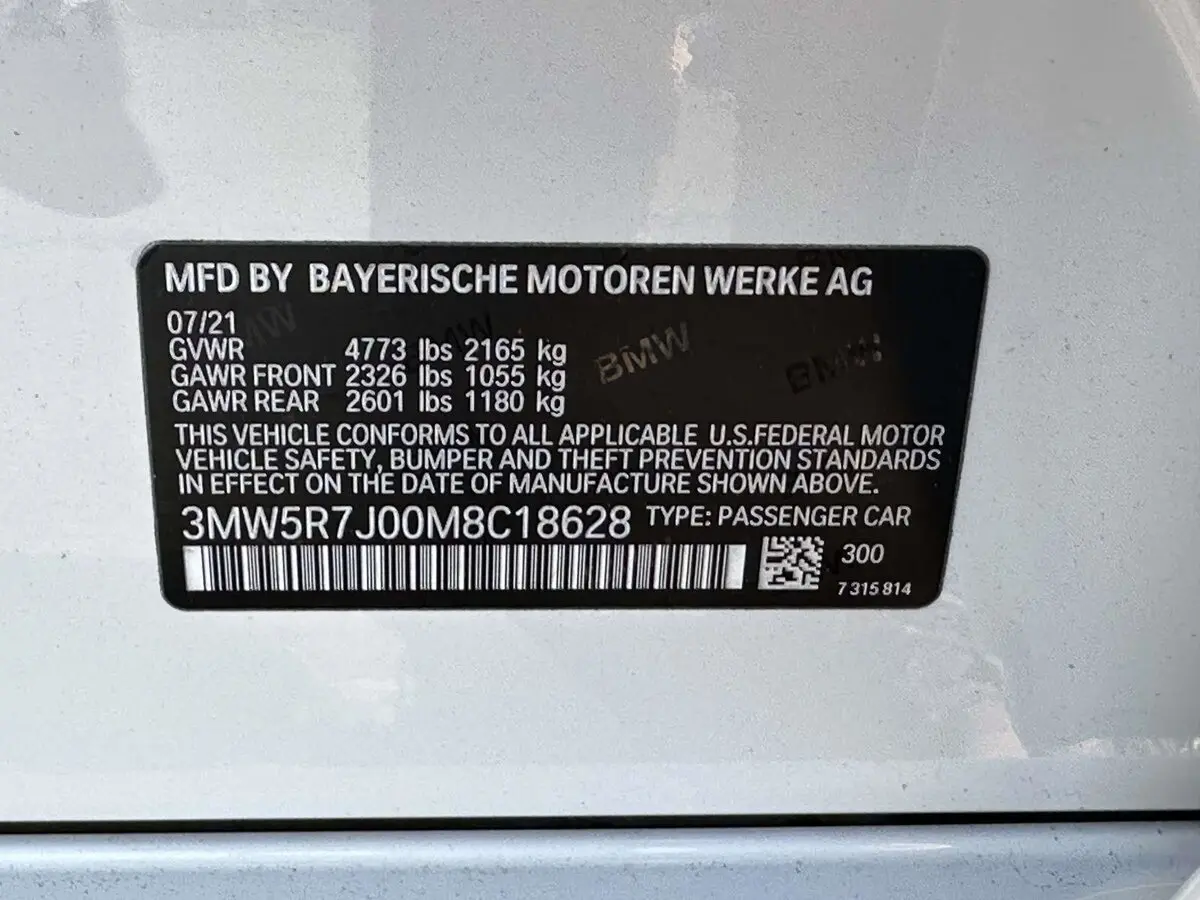 MFD BY BAYERISCHE MOTOREN WERKE AG
07/21
GVWR 4773 lbs 2165 kg
GAWR FRONT 2326 lbs 1055 kg
GAWR REAR 2601 lbs 1180 kg
BMW BMW BMW BMW
THIS VEHICLE CONFORMS TO ALL APPLICABLE U.S.FEDERAL MOTOR
VEHICLE SAFETY, BUMPER AND THEFT PREVENTION STANDARDS
IN EFFECT ON THE DATE OF MANUFACTURE SHOWN ABOVE.
3MW5R7J00M8C18628 TYPE: PASSENGER CAR
300
7 315 814